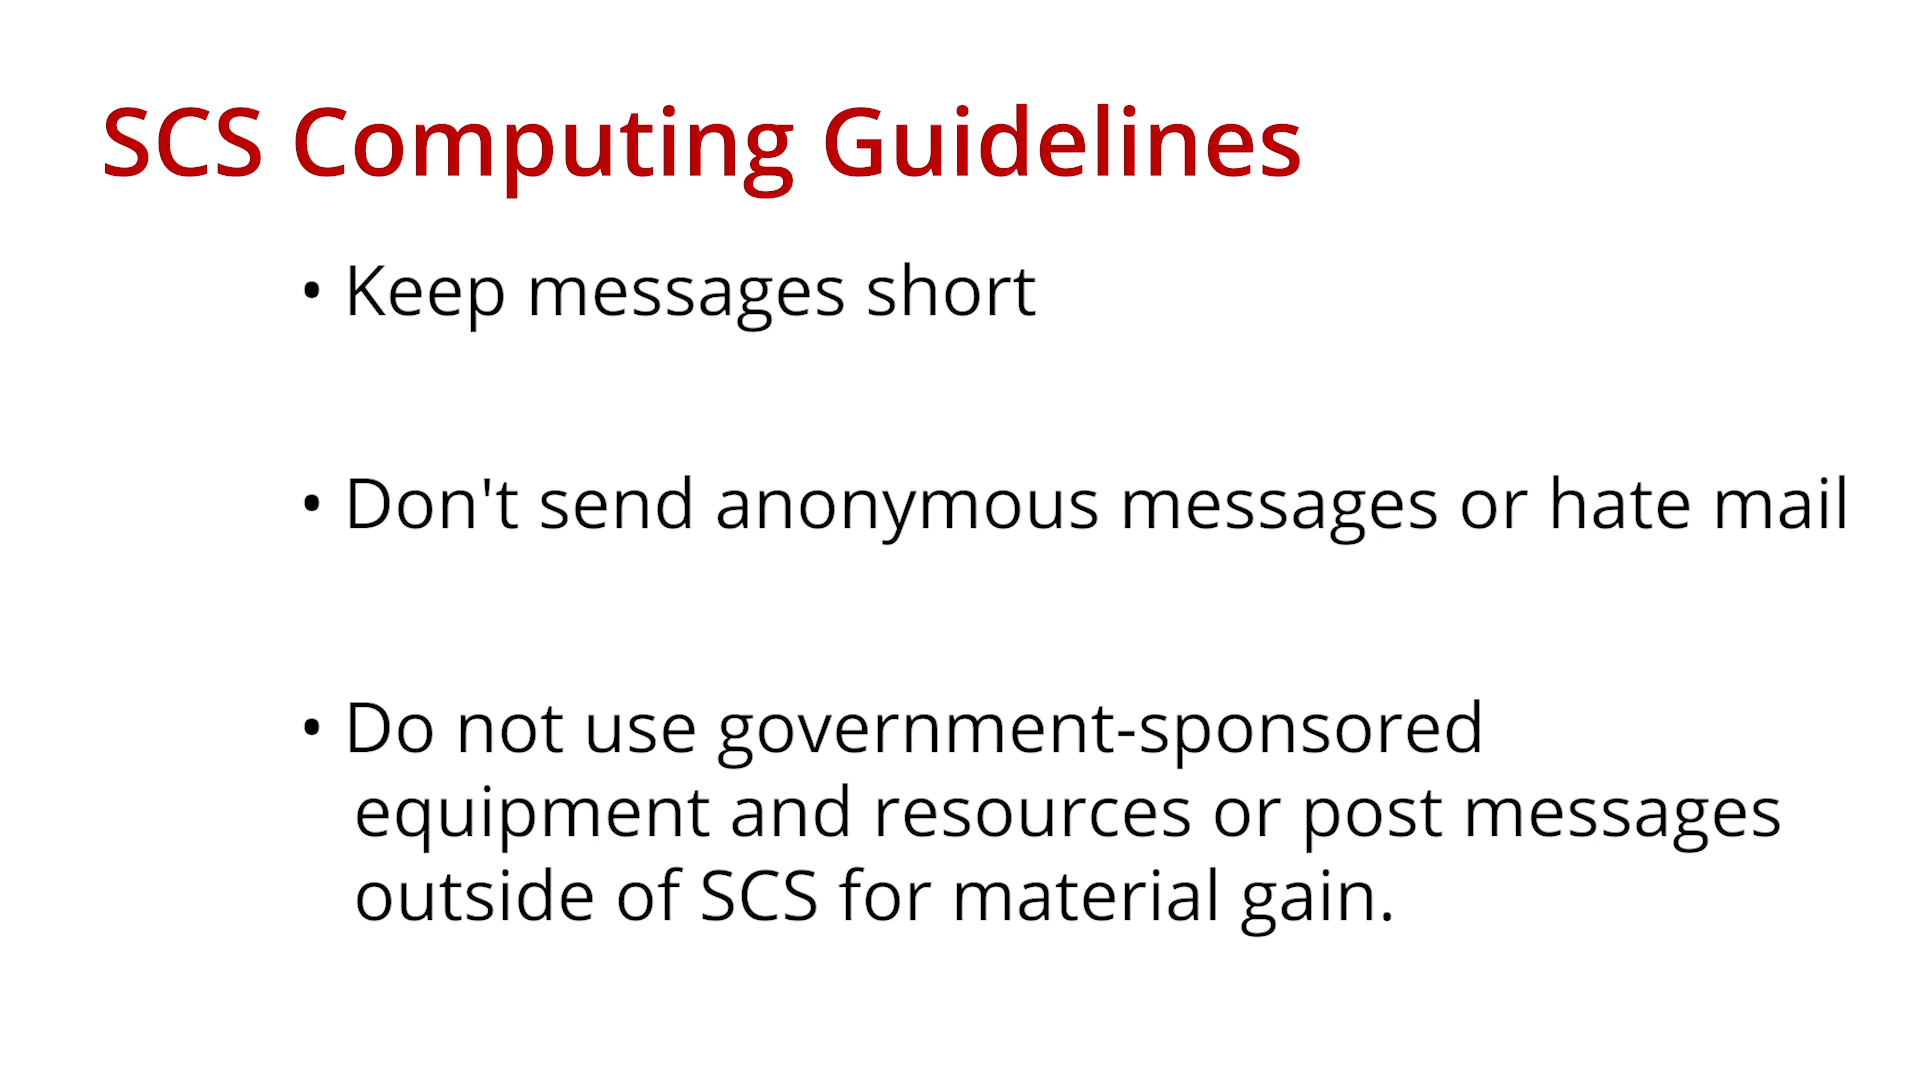 SCS Computing Guidelines
• Keep messages short
• Don't send anonymous messages or hate mail
• Do not use government-sponsored
equipment and resources or post messages
outside of SCS for material gain.